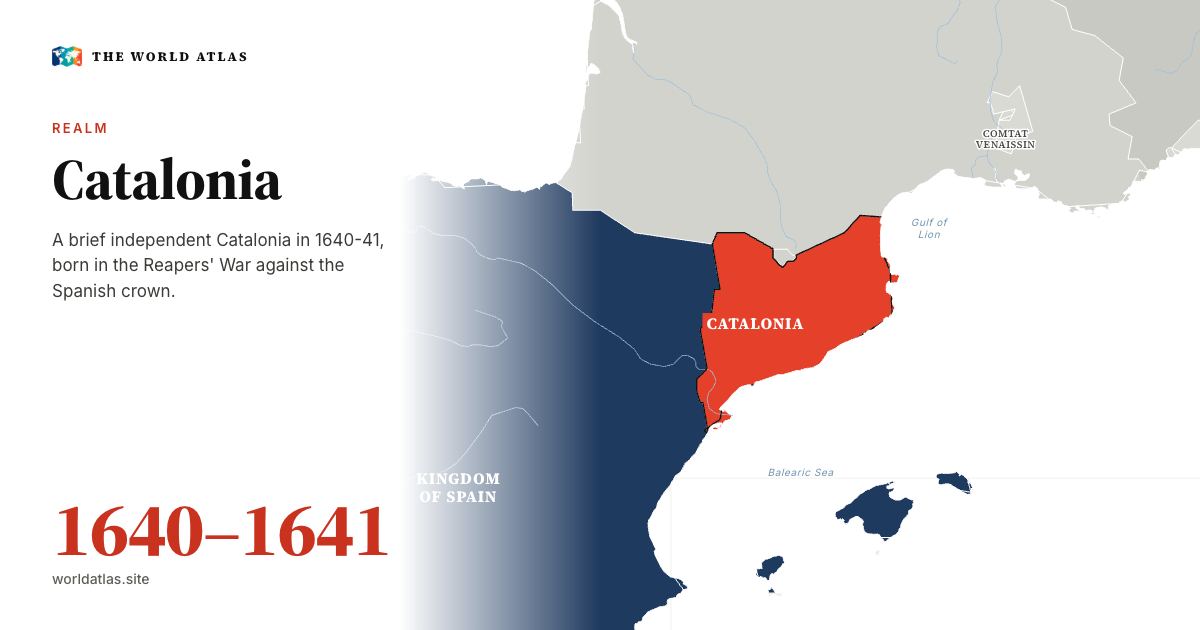 THE WORLD ATLAS
REALM
Catalonia
A brief independent Catalonia in 1640-41,
born in the Reapers' War against the
Spanish crown.
1640–1641
worldatlas.site
COMTAT
VENAISSIN
Gulf of
Lion
CATALONIA
Balearic Sea
KINGDOM
OF SPAIN